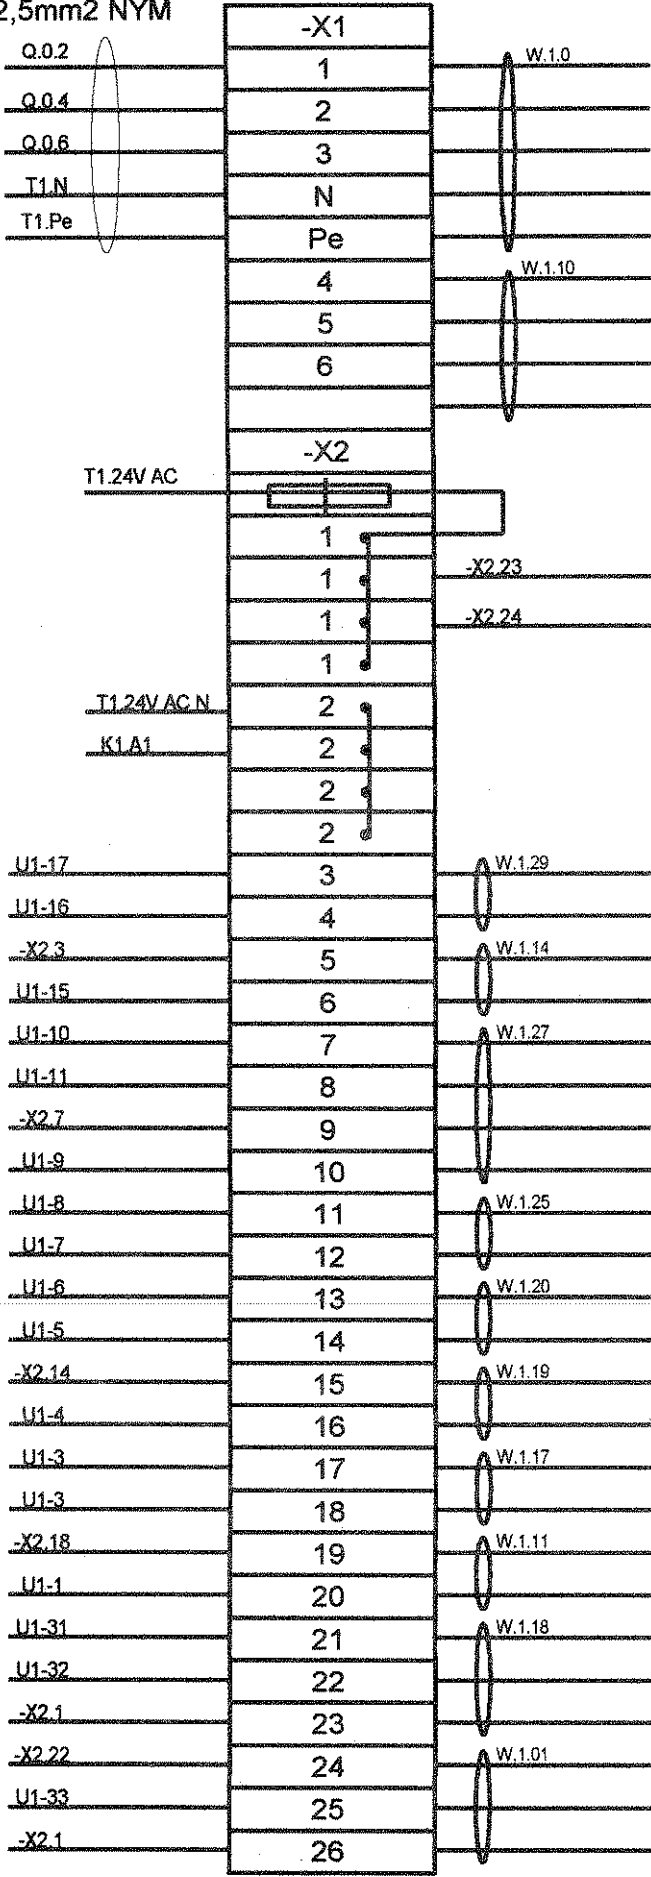 2,5mm2 NYM
-X1
Q.0.2 1 W.1.0
Q.0.4 2
Q.0.6 3
T1.N N
T1.Pe Pe
4 W.1.10
5
6
-X2
T1.24V AC
1
1 -X2.23
1 -X2.24
1
T1.24V AC N 2
K1.A1 2
2
2
U1-17 3 W.1.29
U1-16 4
-X2.3 5 W.1.14
U1-15 6
U1-10 7 W.1.27
U1-11 8
-X2.7 9
U1-9 10
U1-8 11 W.1.25
U1-7 12
U1-6 13 W.1.20
U1-5 14
-X2.14 15 W.1.19
U1-4 16
U1-3 17 W.1.17
U1-3 18
-X2.18 19 W.1.11
U1-1 20
U1-31 21 W.1.18
U1-32 22
-X2.1 23
-X2.22 24 W.1.01
U1-33 25
-X2.1 26